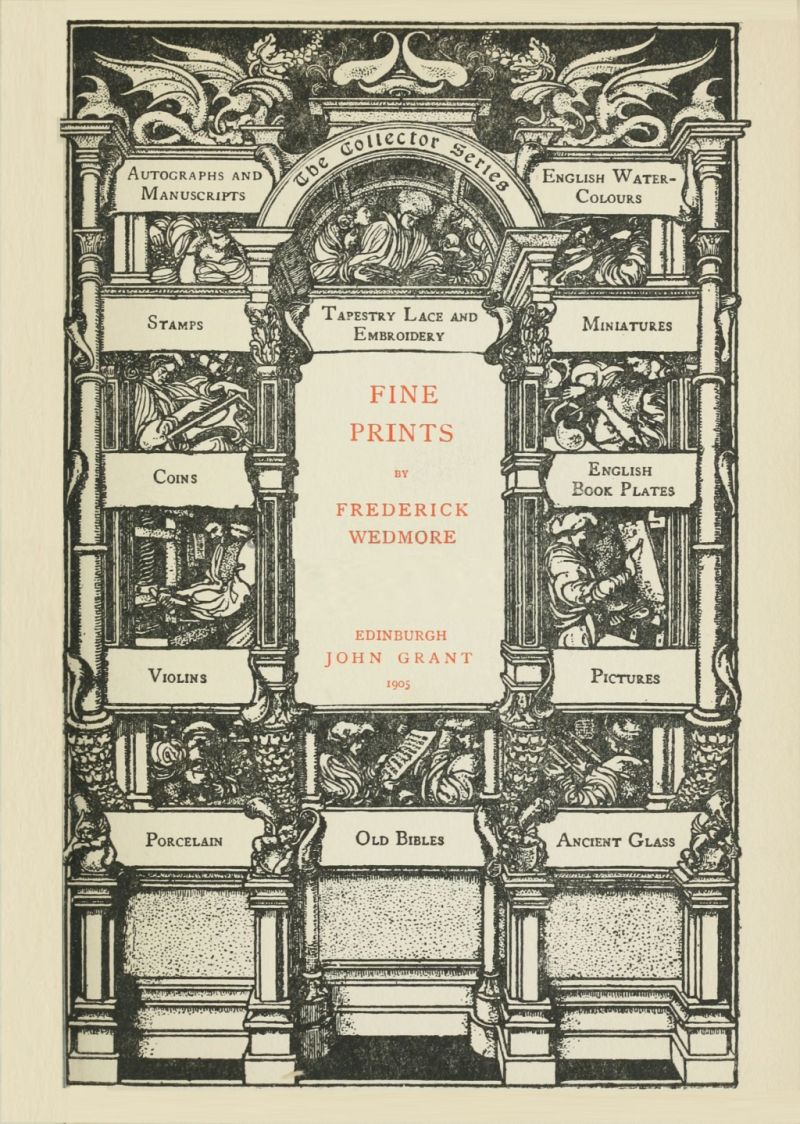 The Collector Series
AUTOGRAPHS AND
MANUSCRIPTS
ENGLISH WATER-
COLOURS
STAMPS
TAPESTRY LACE AND
EMBROIDERY
MINIATURES
FINE
PRINTS
BY
FREDERICK
WEDMORE
EDINBURGH
JOHN GRANT
1905
COINS
ENGLISH
BOOK PLATES
VIOLINS
PICTURES
PORCELAIN
OLD BIBLES
ANCIENT GLASS